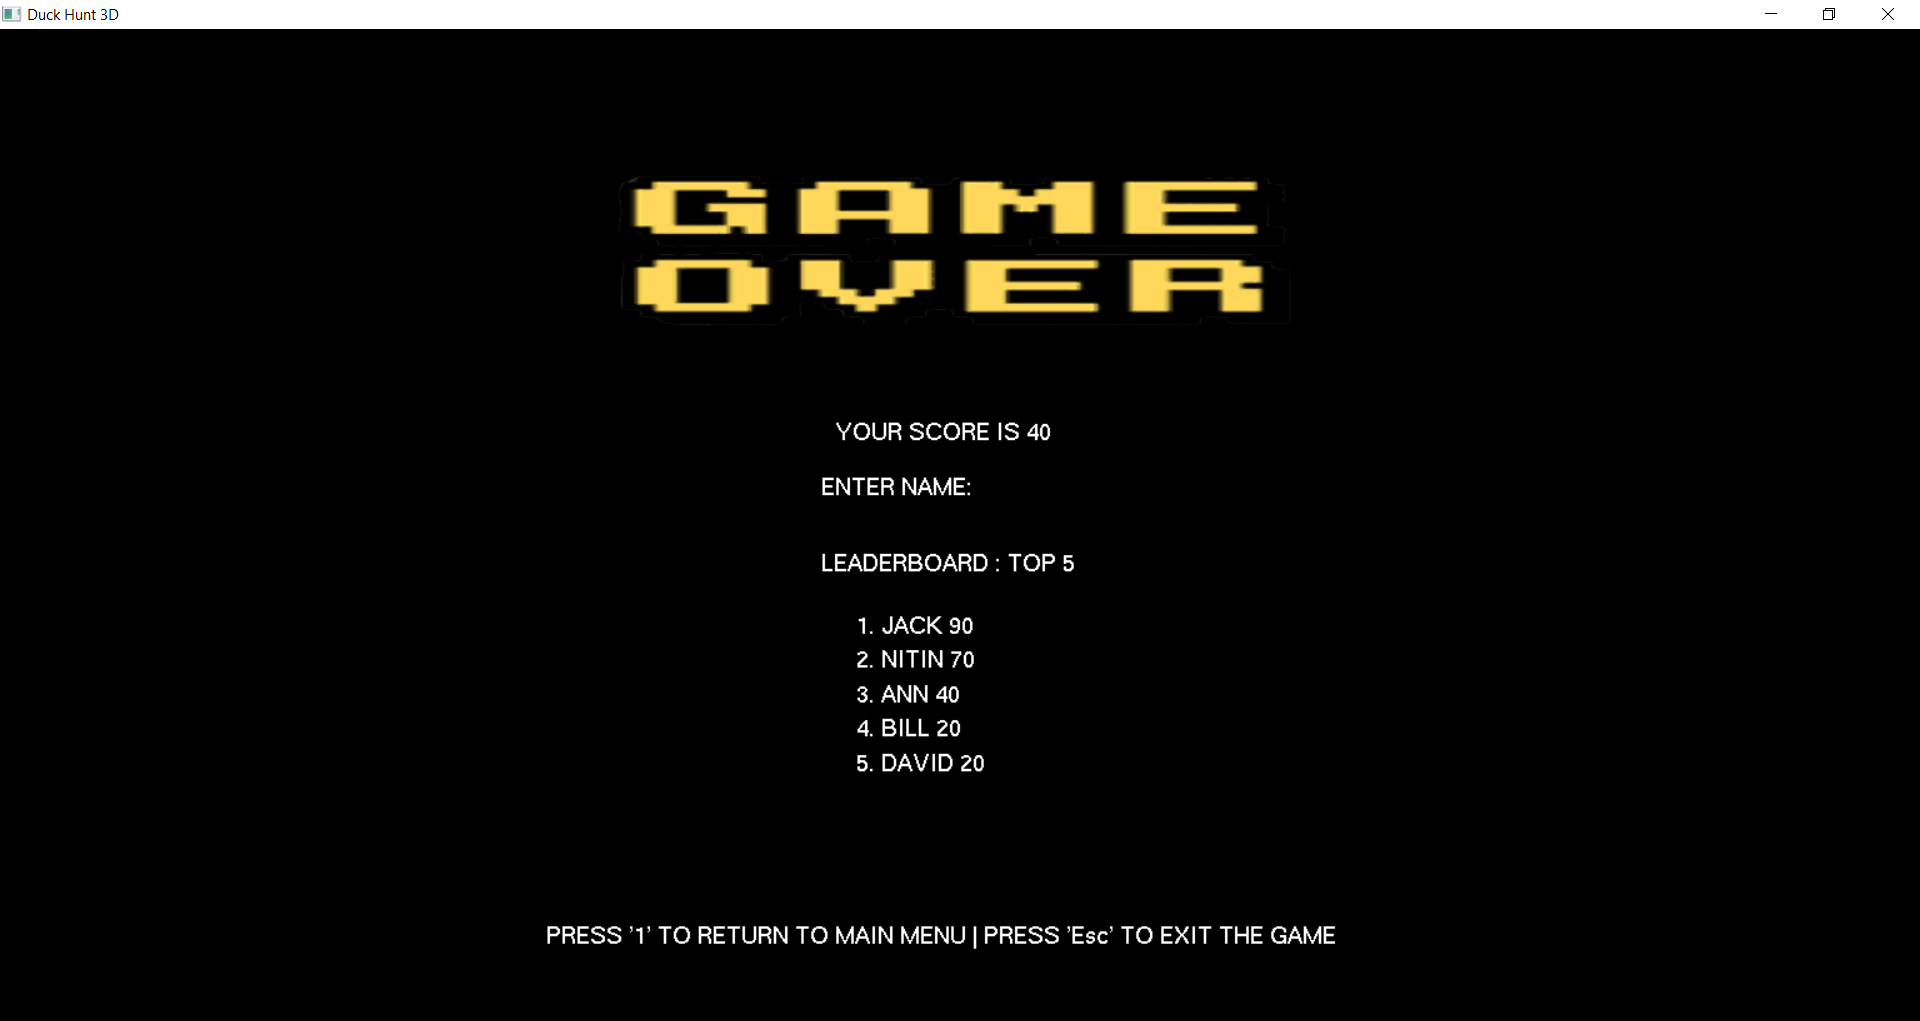 Duck Hunt 3D
GAME
OVER
YOUR SCORE IS 40
ENTER NAME:
LEADERBOARD : TOP 5
1. JACK 90
2. NITIN 70
3. ANN 40
4. BILL 20
5. DAVID 20
PRESS '1' TO RETURN TO MAIN MENU | PRESS 'Esc' TO EXIT THE GAME